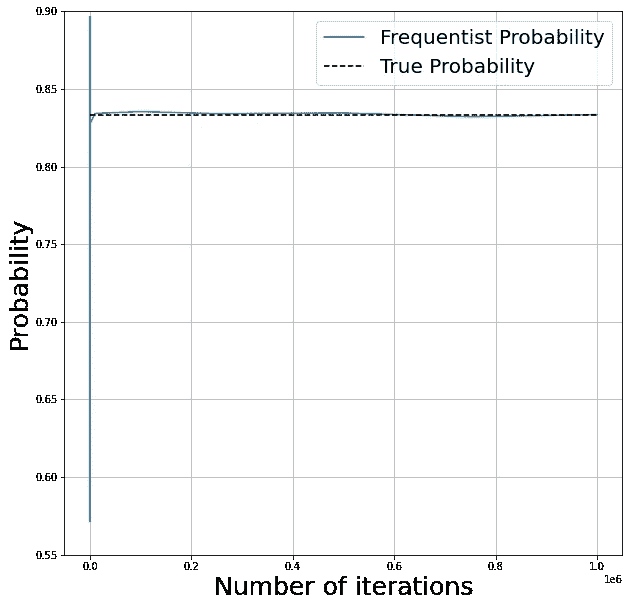 0.90
Frequentist Probability
True Probability
0.85
0.80
0.75
0.70
0.65
0.60
0.55
Probability
0.0 0.2 0.4 0.6 0.8 1.0
1e6
Number of iterations